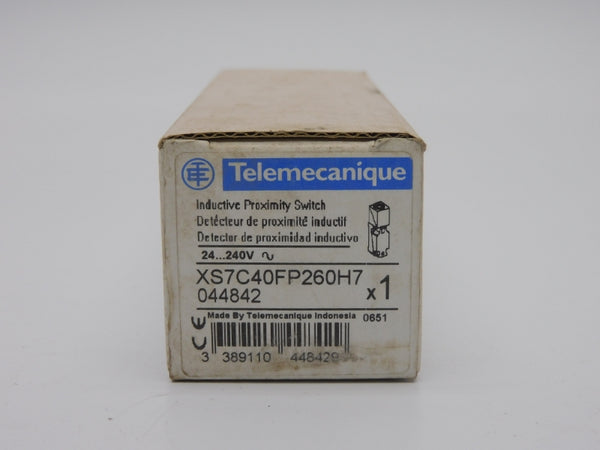 Telemecanique
Inductive Proximity Switch
Détecteur de proximité inductif
Detector de proximidad inductivo
24...240V ∿
XS7C40FP260H7
044842 x1
Made By Telemecanique Indonesia 0651
CE
3 389110 448429